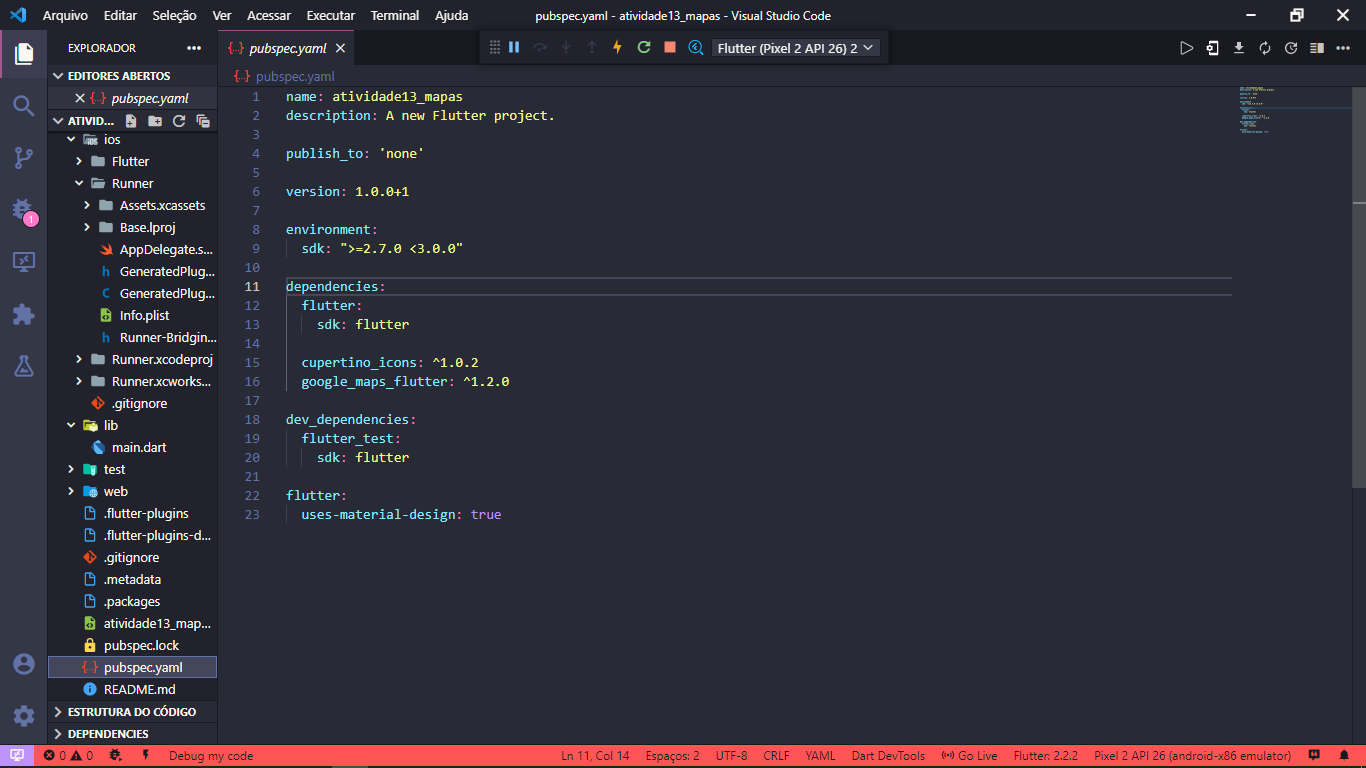 Arquivo Editar Seleção Ver Acessar Executar Terminal Ajuda pubspec.yaml - atividade13_mapas - Visual Studio Code
EXPLORADOR
pubspec.yaml
Flutter (Pixel 2 API 26) 2
EDITORES ABERTOS
pubspec.yaml
ATIVID...
ios
Flutter
Runner
Assets.xcassets
Base.lproj
AppDelegate.s...
h GeneratedPlug...
C GeneratedPlug...
Info.plist
h Runner-Bridgin...
Runner.xcodeproj
Runner.xcworks...
.gitignore
lib
main.dart
test
web
.flutter-plugins
.flutter-plugins-d...
.gitignore
.metadata
.packages
atividade13_map...
pubspec.lock
pubspec.yaml
README.md
ESTRUTURA DO CÓDIGO
DEPENDENCIES
1
{..} pubspec.yaml
1 name: atividade13_mapas
2 description: A new Flutter project.
3
4 publish_to: 'none'
5
6 version: 1.0.0+1
7
8 environment:
9 sdk: ">=2.7.0 <3.0.0"
10
11 dependencies:
12 flutter:
13 sdk: flutter
14
15 cupertino_icons: ^1.0.2
16 google_maps_flutter: ^1.2.0
17
18 dev_dependencies:
19 flutter_test:
20 sdk: flutter
21
22 flutter:
23 uses-material-design: true
0 0 Debug my code Ln 11, Col 14 Espaços: 2 UTF-8 CRLF YAML Dart DevTools Go Live Flutter: 2.2.2 Pixel 2 API 26 (android-x86 emulator)